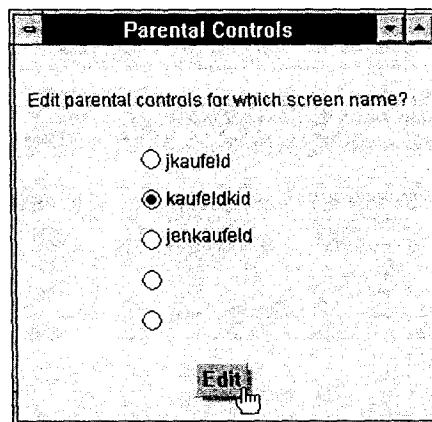 Parental Controls
Edit parental controls for which screen name?
jkaufeld
kaufeldkid
jenkaufeld
Edit